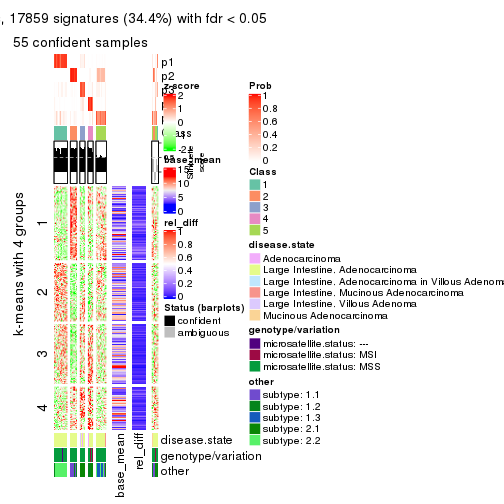 , 17859 signatures (34.4%) with fdr < 0.05
55 confident samples
p1
p2
z-score
2
1
0
-2
base_mean
15
10
5
0
rel_diff
1
0.8
0.6
0.4
0.2
0
Status (barplots)
confident
ambiguous
Silhouette
score
k-means with 4 groups
1
2
3
4
base_mean
rel_diff
disease.state
genotype/variation
other
Prob
1
0.8
0.6
0.4
0.2
0
Class
1
2
3
4
5
disease.state
Adenocarcinoma
Large Intestine. Adenocarcinoma
Large Intestine. Adenocarcinoma in Villous Adenom
Large Intestine. Mucinous Adenocarcinoma
Large Intestine. Villous Adenoma
Mucinous Adenocarcinoma
genotype/variation
microsatellite.status: ---
microsatellite.status: MSI
microsatellite.status: MSS
other
subtype: 1.1
subtype: 1.2
subtype: 1.3
subtype: 2.1
subtype: 2.2